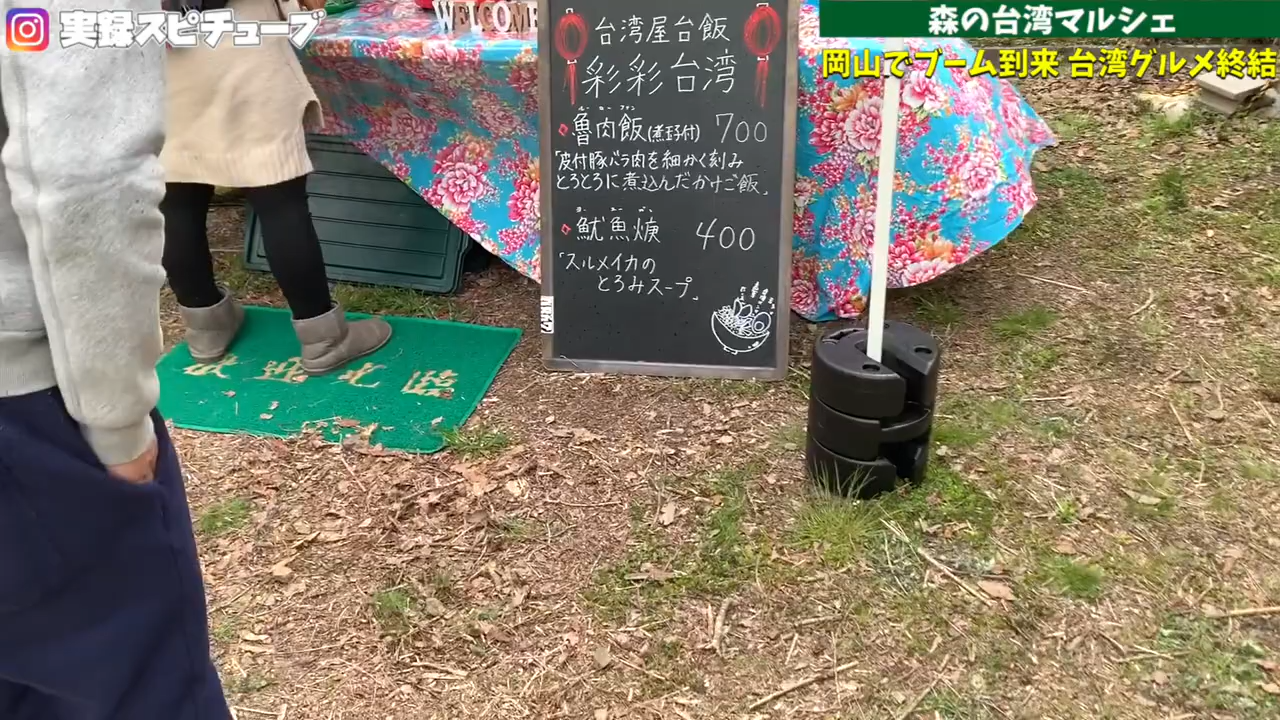 実録スピチューブ
森の台湾マルシェ
岡山でブーム到来 台湾グルメ終結
WELCOME
台湾屋台飯
彩彩台湾
魯肉飯(煮玉子付) 700
「皮付豚バラ肉を細かく刻み
とろとろに煮込んだかけご飯」
魷魚焿 400
「スルメイカの
とろみスープ」
歓迎光臨